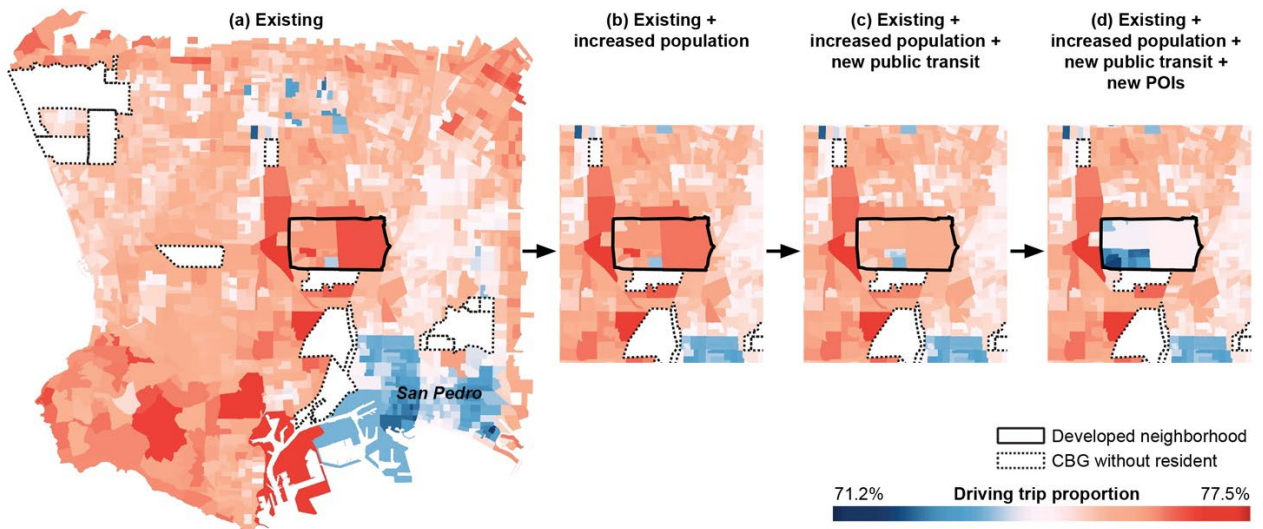 (a) Existing
(b) Existing +
increased population
(c) Existing +
increased population +
new public transit
(d) Existing +
increased population +
new public transit +
new POIs
San Pedro
Developed neighborhood
CBG without resident
71.2% Driving trip proportion 77.5%